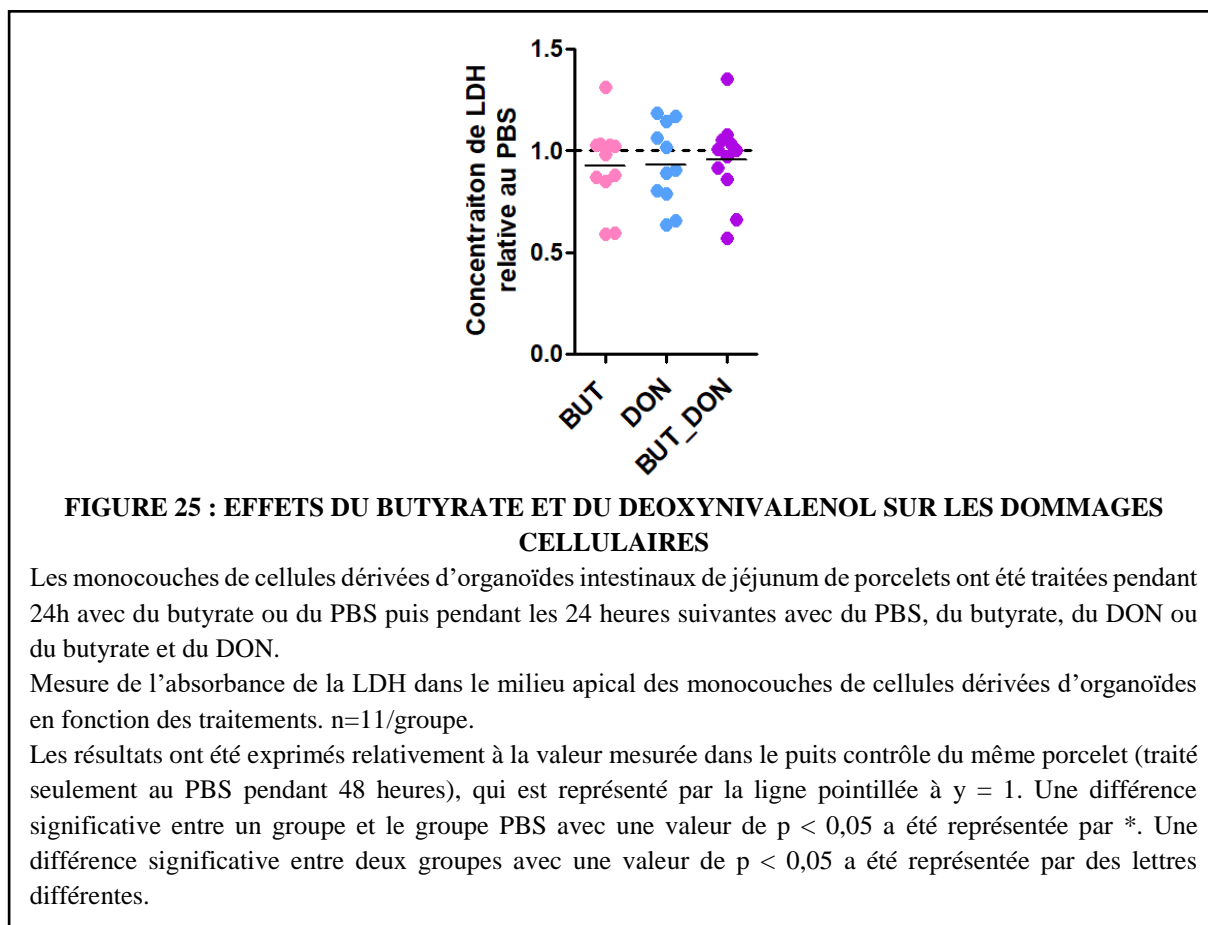 1.5
1.0
0.5
0.0
Concentraiton de LDH
relative au PBS
BUT
DON
BUT_DON
FIGURE 25 : EFFETS DU BUTYRATE ET DU DEOXYNIVALENOL SUR LES DOMMAGES
CELLULAIRES
Les monocouches de cellules dérivées d’organoïdes intestinaux de jéjunum de porcelets ont été traitées pendant
24h avec du butyrate ou du PBS puis pendant les 24 heures suivantes avec du PBS, du butyrate, du DON ou
du butyrate et du DON.
Mesure de l’absorbance de la LDH dans le milieu apical des monocouches de cellules dérivées d’organoïdes
en fonction des traitements. n=11/groupe.
Les résultats ont été exprimés relativement à la valeur mesurée dans le puits contrôle du même porcelet (traité
seulement au PBS pendant 48 heures), qui est représenté par la ligne pointillée à y = 1. Une différence
significative entre un groupe et le groupe PBS avec une valeur de p < 0,05 a été représentée par *. Une
différence significative entre deux groupes avec une valeur de p < 0,05 a été représentée par des lettres
différentes.